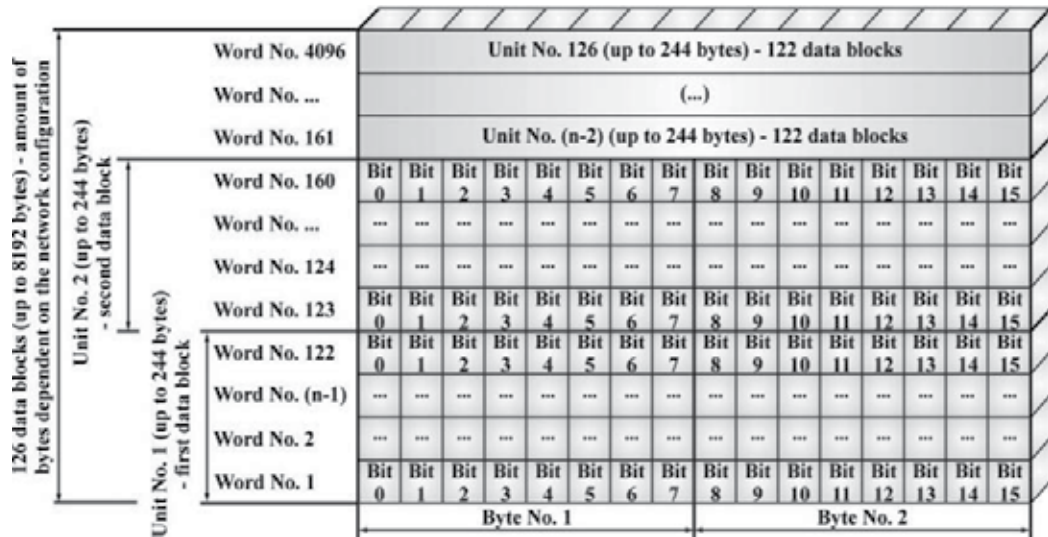 126 data blocks (up to 8192 bytes) - amount of
bytes dependent on the network configuration
Unit No. 2 (up to 244 bytes)
- second data block
Unit No. 1 (up to 244 bytes)
- first data block
Word No. 4096 Unit No. 126 (up to 244 bytes) - 122 data blocks
Word No. ... (...)
Word No. 161 Unit No. (n-2) (up to 244 bytes) - 122 data blocks
Word No. 160 Bit Bit Bit Bit Bit Bit Bit Bit Bit Bit Bit Bit Bit Bit Bit Bit
0 1 2 3 4 5 6 7 8 9 10 11 12 13 14 15
Word No. ... ... ... ... ... ... ... ... ... ... ... ... ... ... ... ... ...
Word No. 124 ... ... ... ... ... ... ... ... ... ... ... ... ... ... ... ...
Word No. 123 Bit Bit Bit Bit Bit Bit Bit Bit Bit Bit Bit Bit Bit Bit Bit Bit
0 1 2 3 4 5 6 7 8 9 10 11 12 13 14 15
Word No. 122 Bit Bit Bit Bit Bit Bit Bit Bit Bit Bit Bit Bit Bit Bit Bit Bit
0 1 2 3 4 5 6 7 8 9 10 11 12 13 14 15
Word No. (n-1) ... ... ... ... ... ... ... ... ... ... ... ... ... ... ... ...
Word No. 2 ... ... ... ... ... ... ... ... ... ... ... ... ... ... ... ...
Word No. 1 Bit Bit Bit Bit Bit Bit Bit Bit Bit Bit Bit Bit Bit Bit Bit Bit
0 1 2 3 4 5 6 7 8 9 10 11 12 13 14 15
Byte No. 1 Byte No. 2